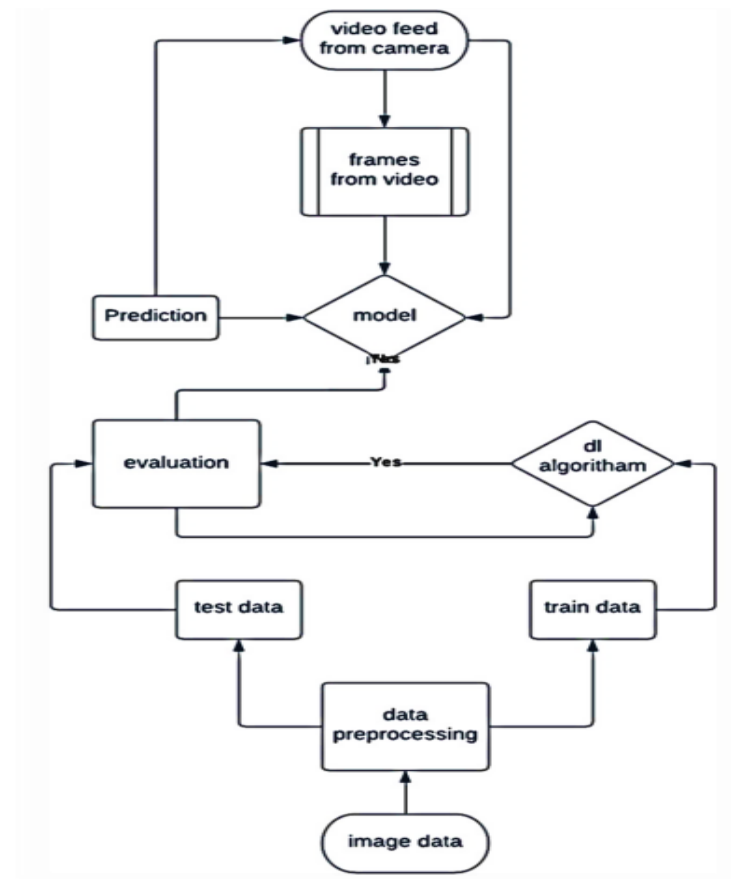 video feed
from camera
frames
from video
Prediction
model
evaluation
Yes
dl
algoritham
test data
train data
data
preprocessing
image data